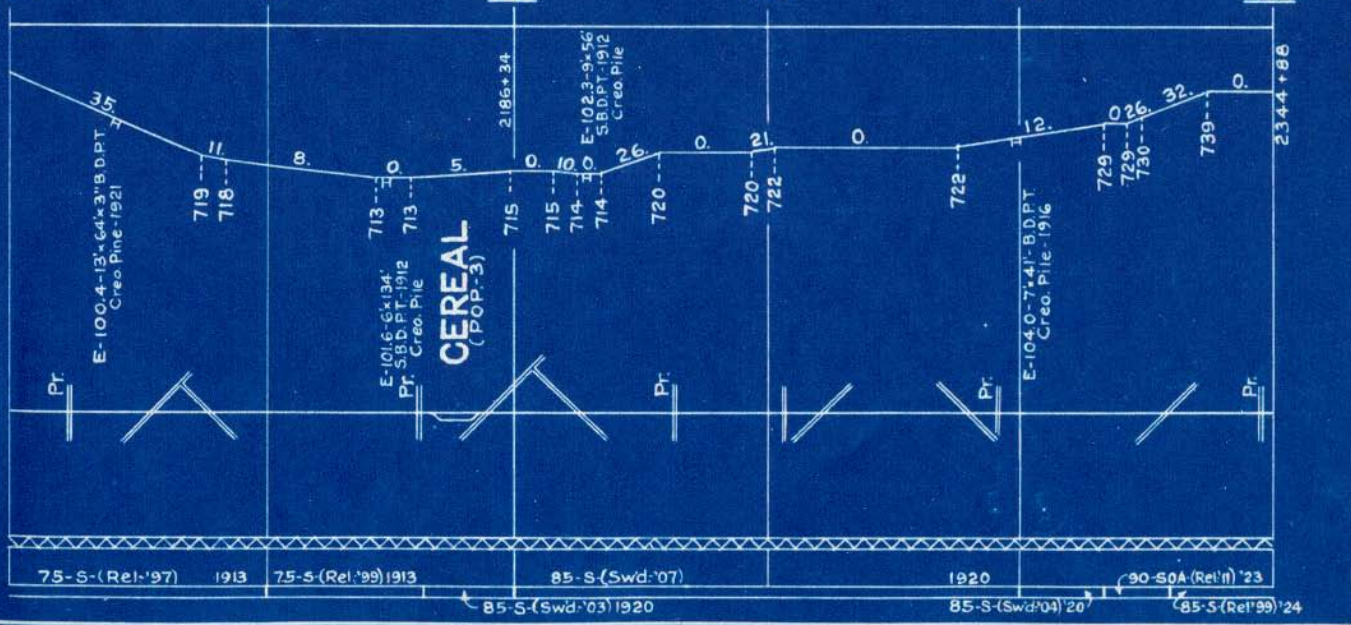 2186+34
2344+88
35.
11.
8.
0.
5.
0.
10.
0
26.
0.
21.
0.
12.
0
26.
32.
0.
719
718
713
713
715
715
714
714
720
720
722
722
729
729
730
739
E-100.4-13'×64'×3" B.D.P.T
Creo. Pine-1921
E-101.6-6'×134'
S.B.D.P.T.-1912
Creo. Pile
CEREAL
(POP.-3)
E-102.3-9'×56'
S.B.D.P.T-1912
Creo. Pile
E-104.0-7'×41'-B.D.P.T
Creo. Pile-1916
Pr.
Pr.
Pr.
Pr.
Pr.
75-S-(Rel-'97) 1913
75-S-(Rel-'99) 1913
85-S-(Swd.-'07)
1920
90-SOA-(Rel'11) '23
85-S-(Swd.-'03) 1920
85-S-(Swd'04)'20
85-S-(Rel'99)'24